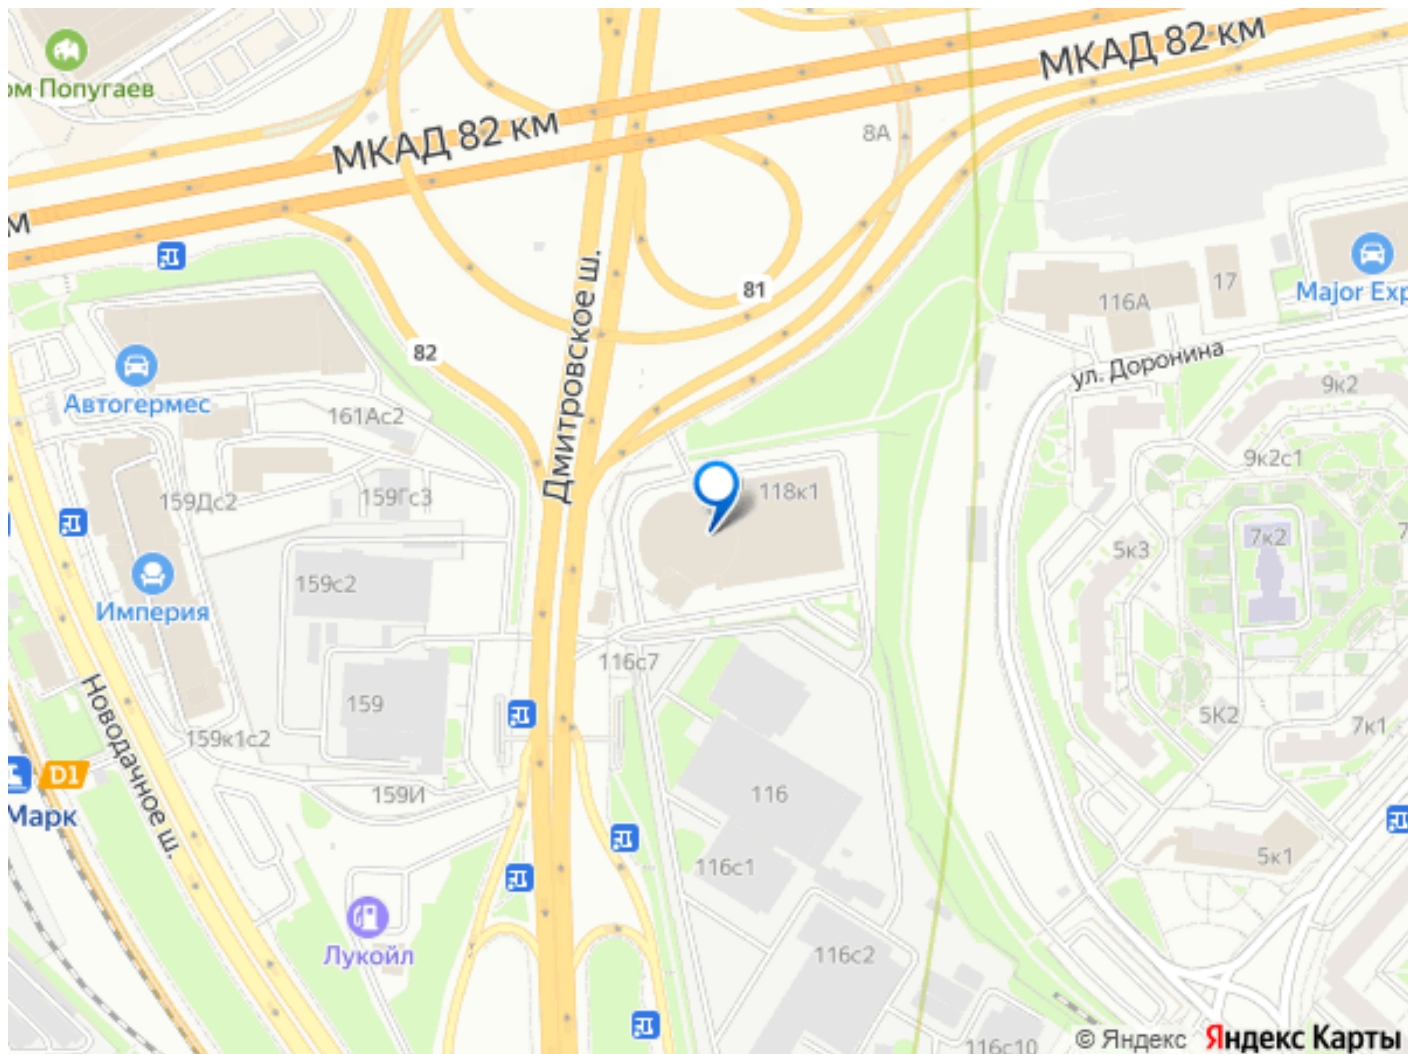 ом Попугаев
МКАД 82 км
МКАД 82 км
м
8А
81
82
Дмитровское ш.
116А
17
Major Exp
ул. Доронина
9к2
9к2с1
Автогермес
161Ас2
159Дс2
159Гс3
118к1
5к3
7к2
7
159с2
Империя
116с7
159
Новодачное ш.
159к1с2
5К2
7к1
D1
Марк
159И
116
116с1
5к1
Лукойл
116с2
116с10
© Яндекс
Яндекс Карты